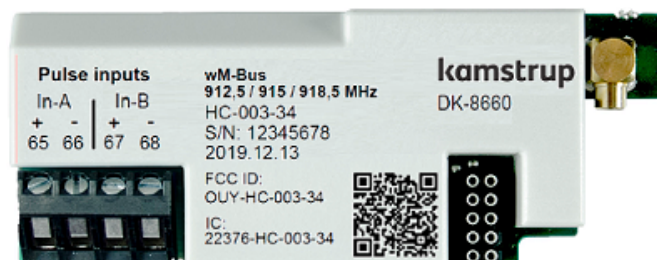 Pulse inputs
In-A In-B
+ - + -
65 66 67 68
wM-Bus
912,5 / 915 / 918,5 MHz
HC-003-34
S/N: 12345678
2019.12.13
FCC ID:
OUY-HC-003-34
IC:
22376-HC-003-34
kamstrup
DK-8660